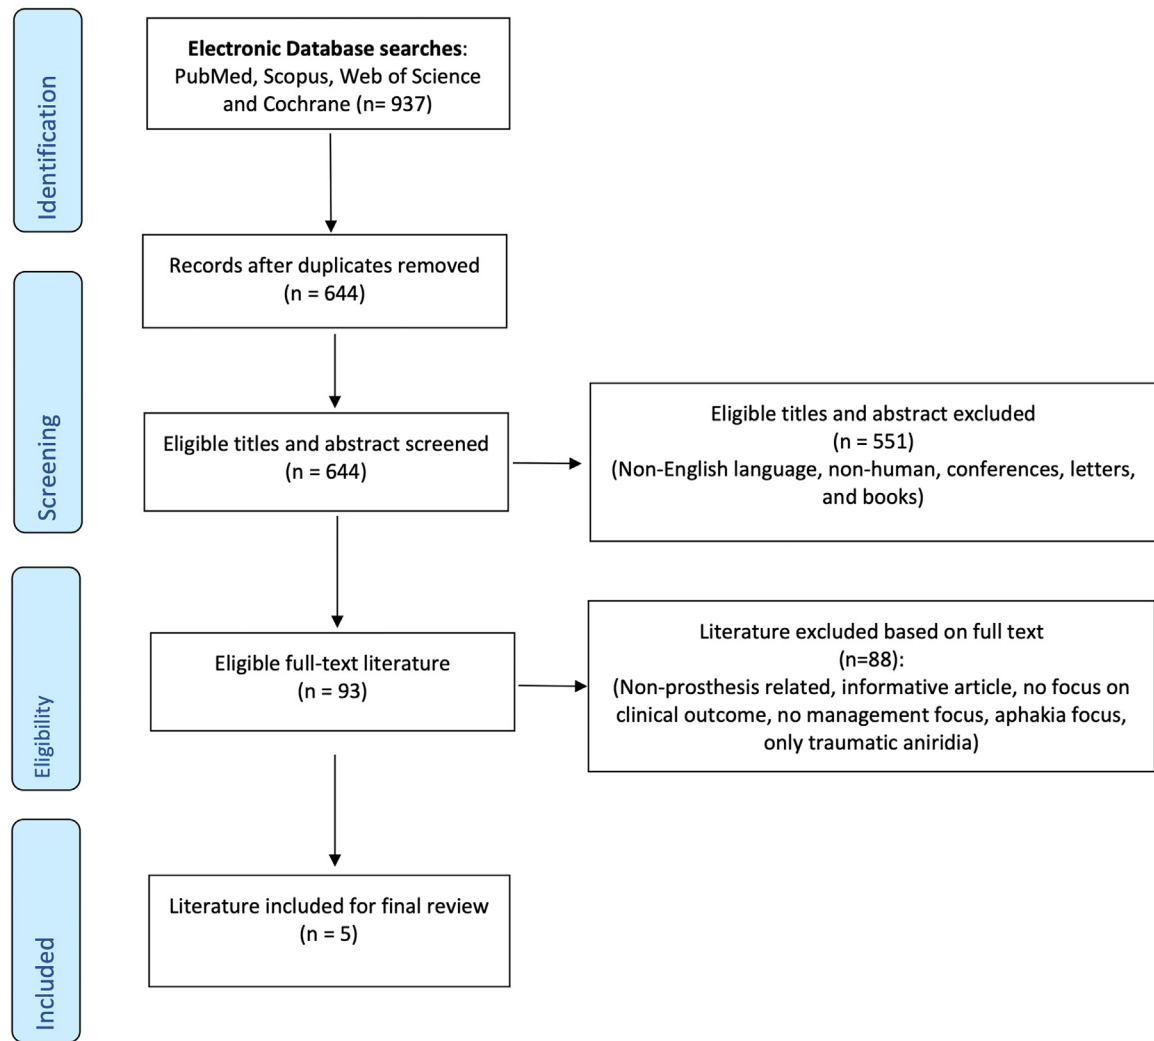 Identification
Electronic Database searches:
PubMed, Scopus, Web of Science
and Cochrane (n= 937)
Records after duplicates removed
(n = 644)
Screening
Eligible titles and abstract screened
(n = 644)
Eligible titles and abstract excluded
(n = 551)
(Non-English language, non-human, conferences, letters,
and books)
Eligibility
Eligible full-text literature
(n = 93)
Literature excluded based on full text
(n=88):
(Non-prosthesis related, informative article, no focus on
clinical outcome, no management focus, aphakia focus,
only traumatic aniridia)
Included
Literature included for final review
(n = 5)